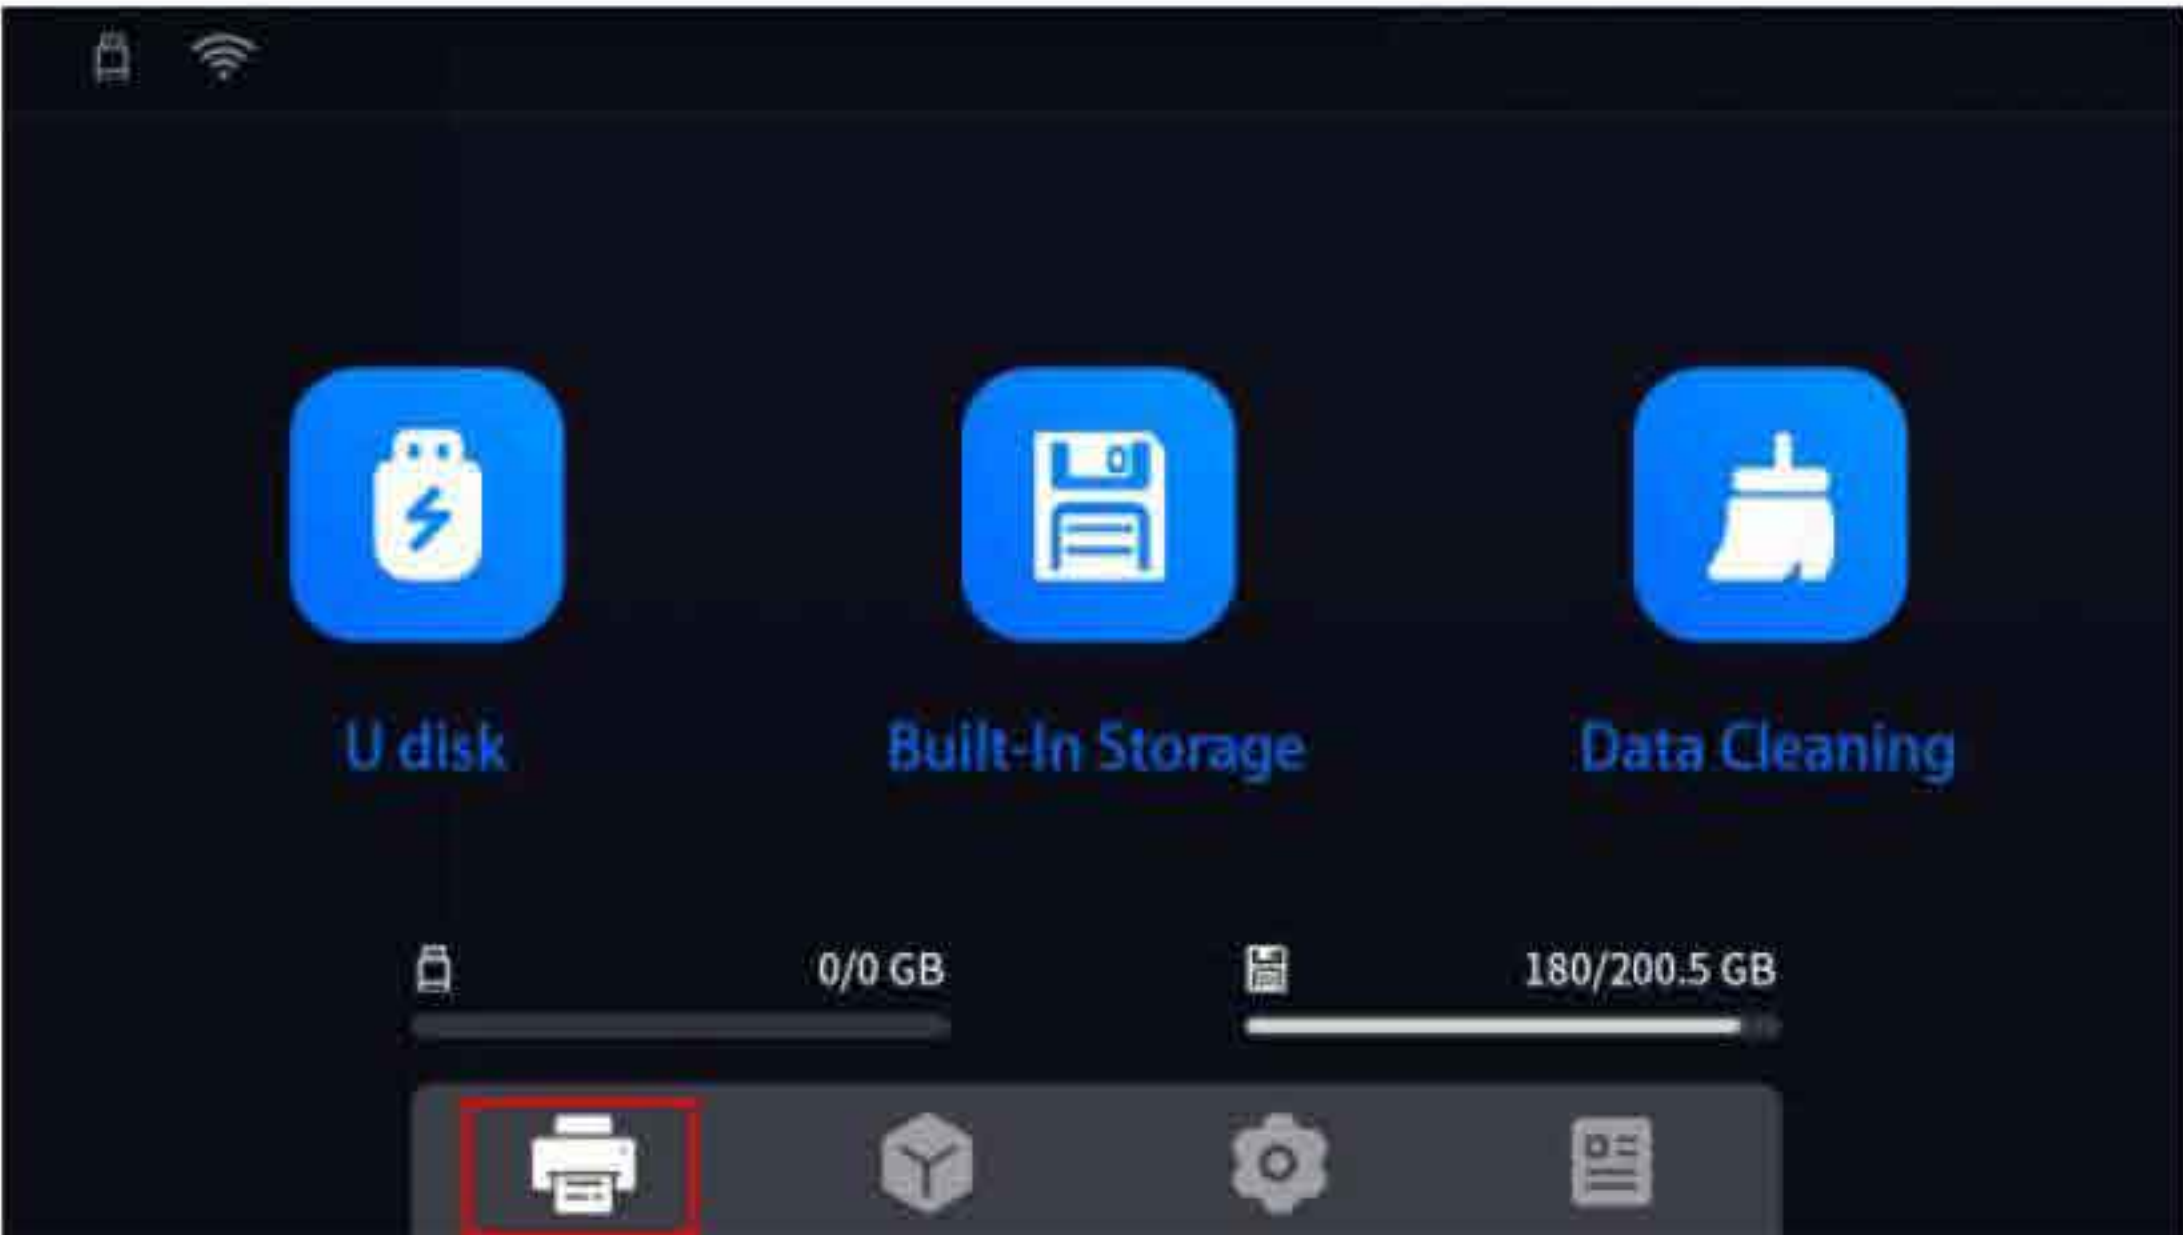 U disk
Built-In Storage
Data Cleaning
0/0 GB
180/200.5 GB